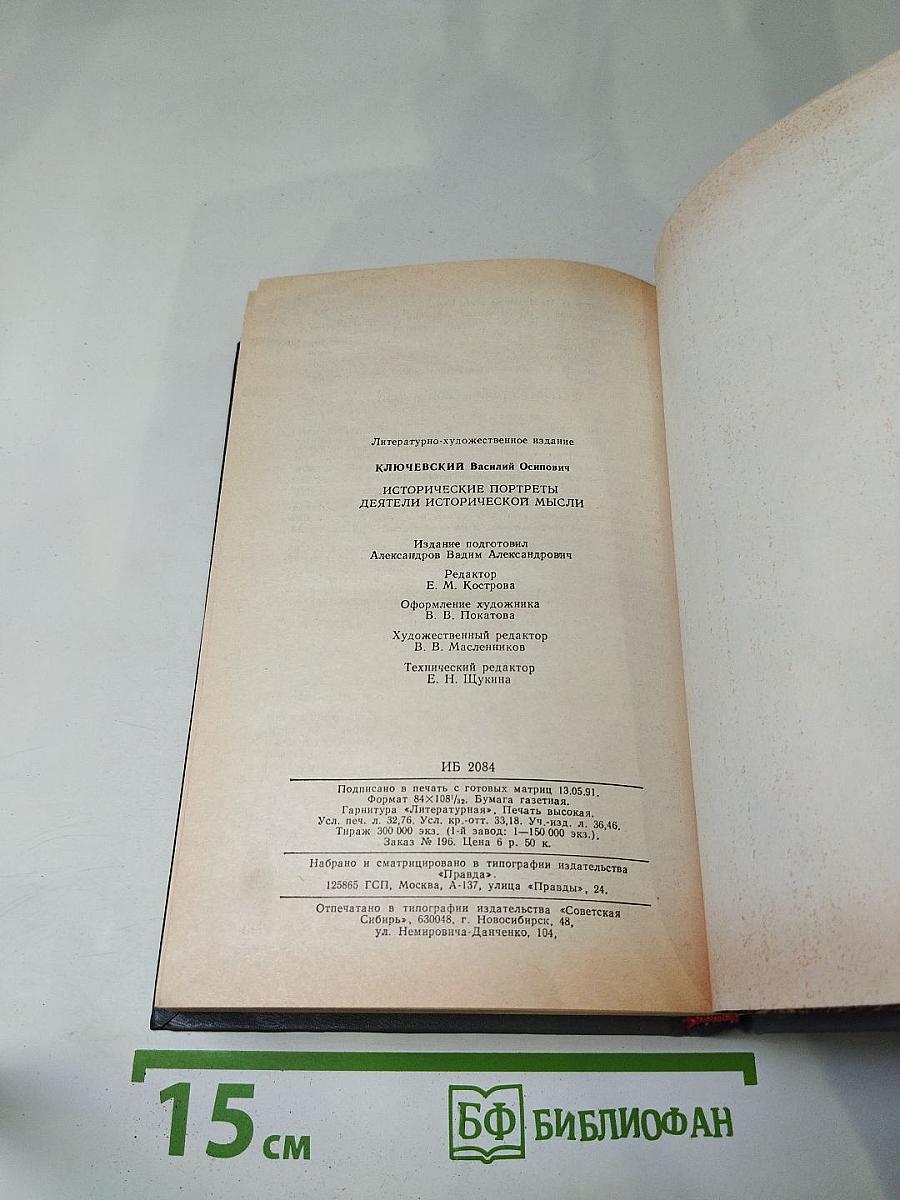 Литературно-художественное издание
КЛЮЧЕВСКИЙ Василий Осипович
ИСТОРИЧЕСКИЕ ПОРТРЕТЫ
ДЕЯТЕЛИ ИСТОРИЧЕСКОЙ МЫСЛИ
Издание подготовил
Александров Вадим Александрович
Редактор
Е. М. Кострова
Оформление художника
В. В. Покатова
Художественный редактор
В. В. Масленников
Технический редактор
Е. Н. Щукина
ИБ 2084
Подписано в печать с готовых матриц 13.05.91.
Формат 84×108¹/₃₂. Бумага газетная.
Гарнитура «Литературная». Печать высокая.
Усл. печ. л. 32,76. Усл. кр.-отт. 33,18. Уч.-изд. л. 36,46.
Тираж 300 000 экз. (1-й завод: 1—150 000 экз.).
Заказ № 196. Цена 6 р. 50 к.
Набрано и сматрицировано в типографии издательства
«Правда».
125865 ГСП, Москва, А-137, улица «Правды», 24.
Отпечатано в типографии издательства «Советская
Сибирь», 630048, г. Новосибирск, 48,
ул. Немировича-Данченко, 104,
15 см
БФ БИБЛИОФАН